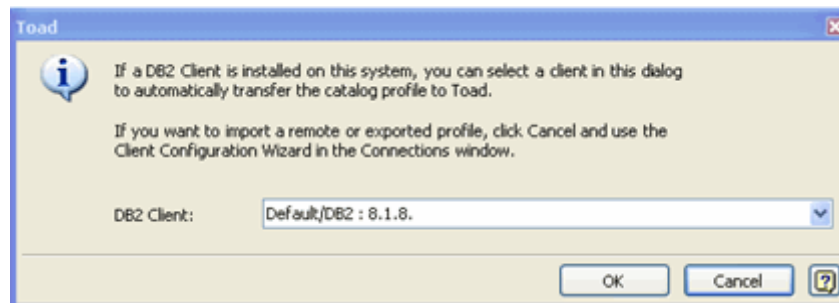 Toad
If a DB2 Client is installed on this system, you can select a client in this dialog
to automatically transfer the catalog profile to Toad.
If you want to import a remote or exported profile, click Cancel and use the
Client Configuration Wizard in the Connections window.
DB2 Client: Default/DB2 : 8.1.8.
OK Cancel ?